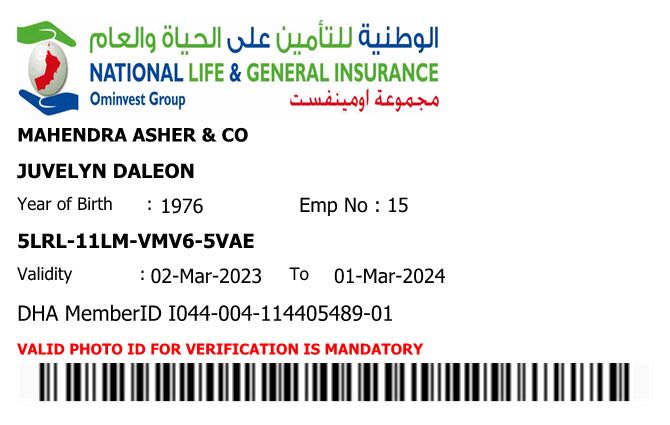 الوطنية للتأمين على الحياة والعام
NATIONAL LIFE & GENERAL INSURANCE
Ominvest Group مجموعة اومينفست
MAHENDRA ASHER & CO
JUVELYN DALEON
Year of Birth : 1976 Emp No : 15
5LRL-11LM-VMV6-5VAE
Validity : 02-Mar-2023 To 01-Mar-2024
DHA MemberID I044-004-114405489-01
VALID PHOTO ID FOR VERIFICATION IS MANDATORY